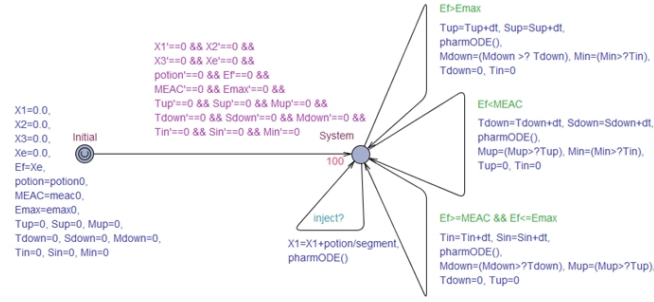 Ef>Emax
Tup=Tup+dt, Sup=Sup+dt,
pharmODE(),
Mdown=(Mdown >? Tdown), Min=(Min>?Tin),
Tdown=0, Tin=0
X1'==0 && X2'==0 &&
X3'==0 && Xe'==0 &&
potion'==0 && Ef'==0 &&
MEAC'==0 && Emax'==0 &&
Tup'==0 && Sup'==0 && Mup'==0 &&
Tdown'==0 && Sdown'==0 && Mdown'==0 &&
Tin'==0 && Sin'==0 && Min'==0
X1=0.0,
X2=0.0,
X3=0.0,
Xe=0.0,
Ef=Xe,
potion=potion0,
MEAC=meac0,
Emax=emax0,
Tup=0, Sup=0, Mup=0,
Tdown=0, Sdown=0, Mdown=0,
Tin=0, Sin=0, Min=0
Initial
System
100
Ef<MEAC
Tdown=Tdown+dt, Sdown=Sdown+dt,
pharmODE(),
Mup=(Mup>?Tup), Min=(Min>?Tin),
Tup=0, Tin=0
inject?
X1=X1+potion/segment,
pharmODE()
Ef>=MEAC && Ef<=Emax
Tin=Tin+dt, Sin=Sin+dt,
pharmODE(),
Mdown=(Mdown>?Tdown), Mup=(Mup>?Tup),
Tdown=0, Tup=0